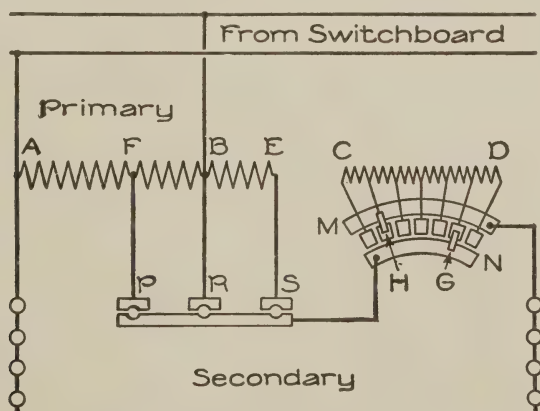 From Switchboard
Primary
A F B E C D
M
P R S H G N
Secondary